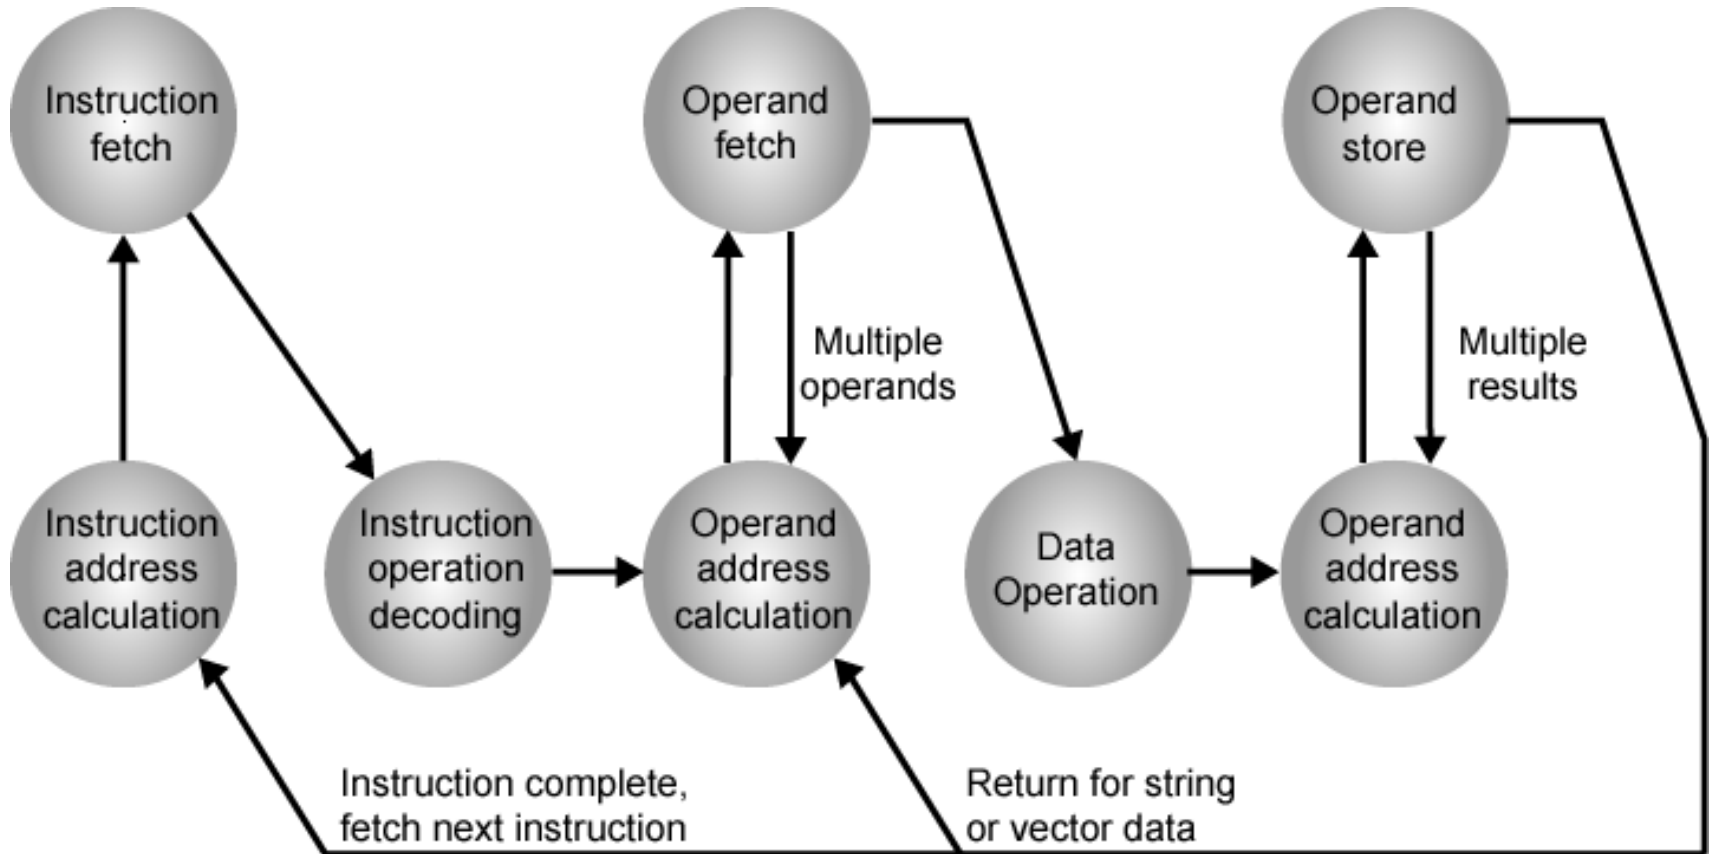 Instruction
fetch
Operand
fetch
Operand
store
Multiple
operands
Multiple
results
Instruction
address
calculation
Instruction
operation
decoding
Operand
address
calculation
Data
Operation
Operand
address
calculation
Instruction complete,
fetch next instruction
Return for string
or vector data